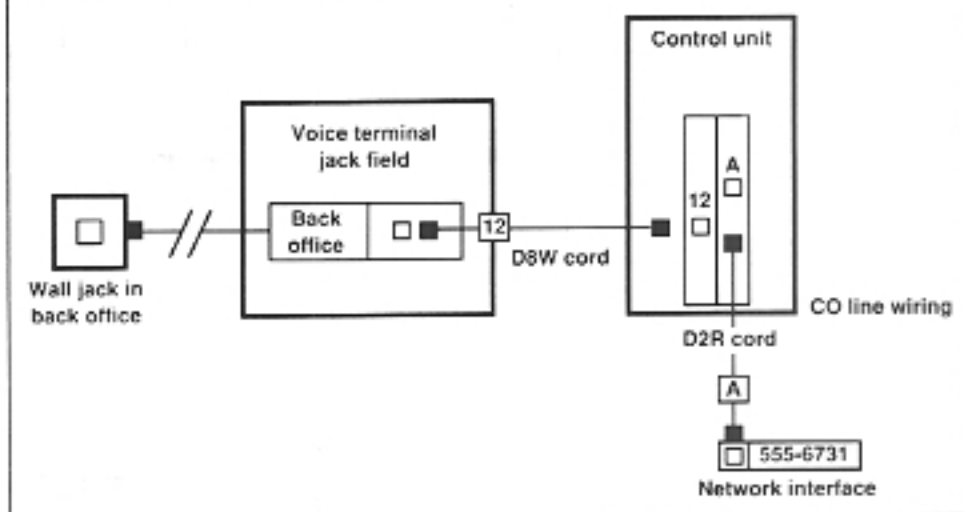 Control unit
Voice terminal
jack field
A
12
Back
office
12
D8W cord
Wall jack in
back office
CO line wiring
D2R cord
A
555-6731
Network interface